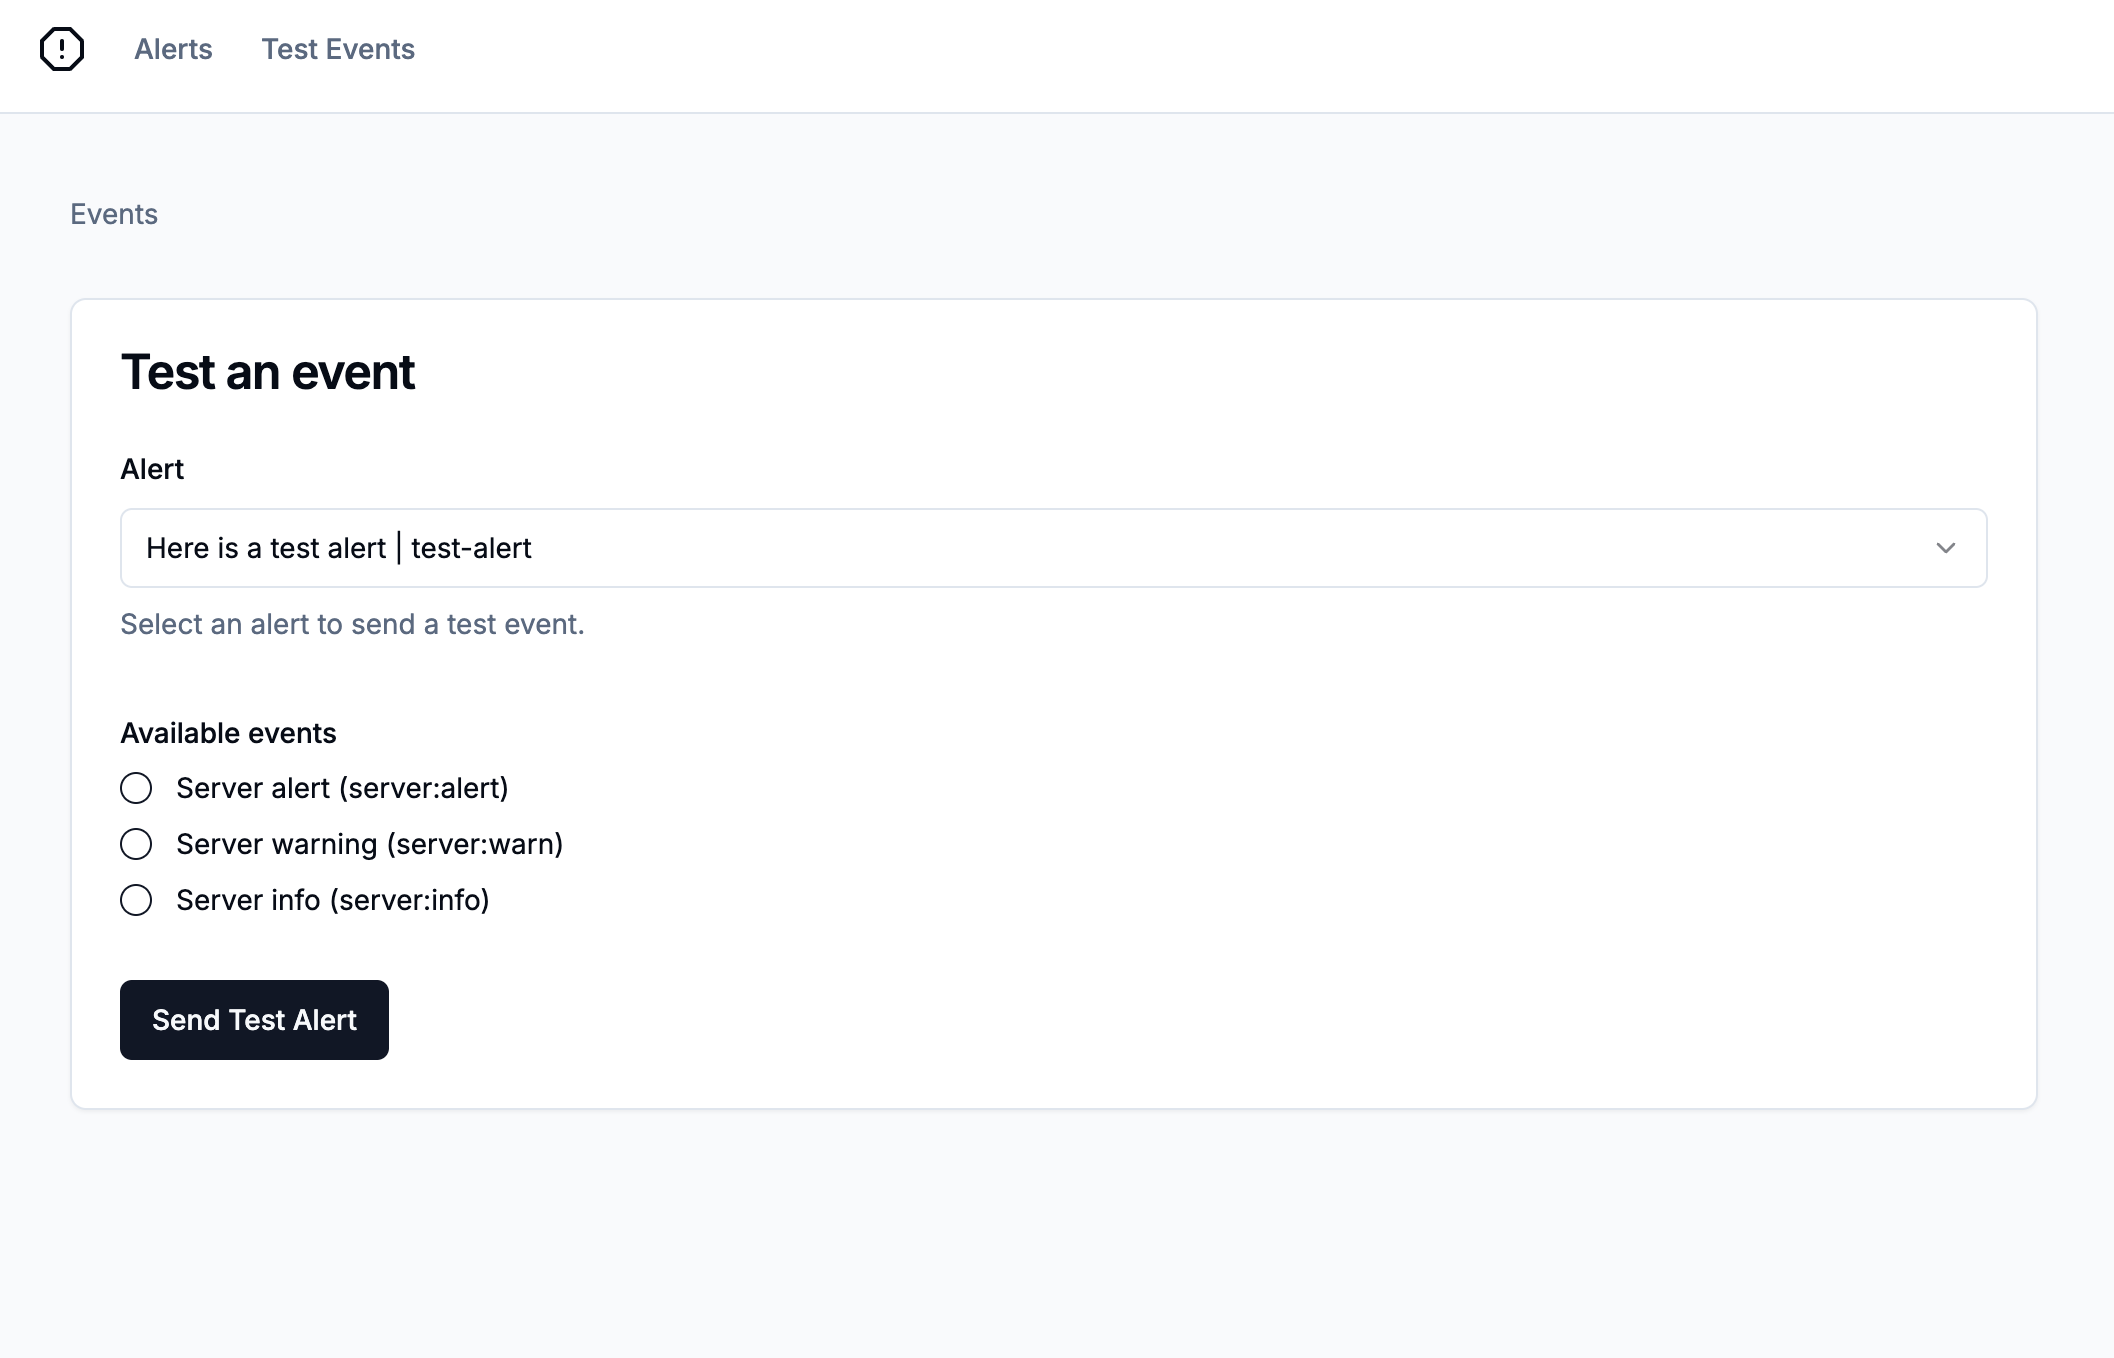 Alerts Test Events
Events
Test an event
Alert
Here is a test alert | test-alert
Select an alert to send a test event.
Available events
Server alert (server:alert)
Server warning (server:warn)
Server info (server:info)
Send Test Alert